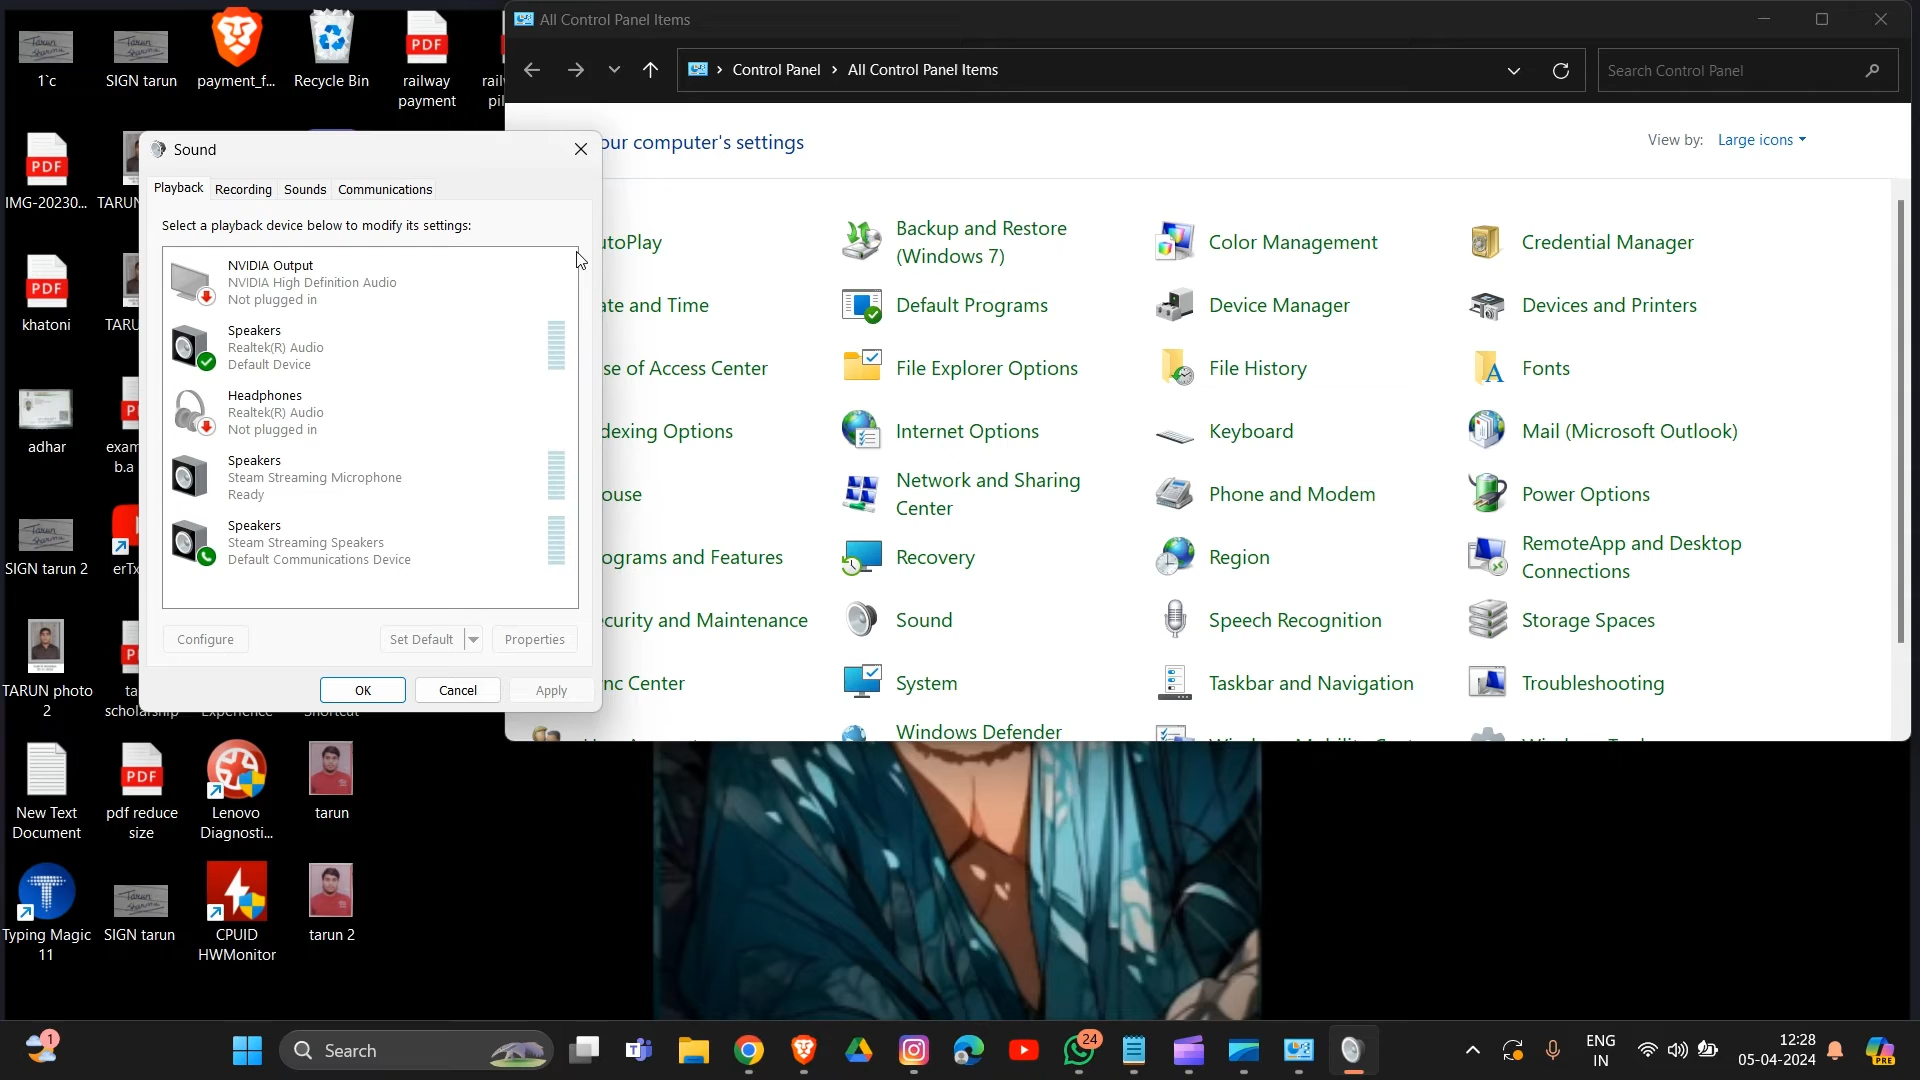 All Control Panel Items
Control Panel > All Control Panel Items
Search Control Panel
our computer's settings
View by: Large icons
1`c
SIGN tarun
payment_f...
Recycle Bin
railway
payment
IMG-20230...
khatoni
adhar
SIGN tarun 2
TARUN photo
2
New Text
Document
pdf reduce
size
Lenovo
Diagnosti...
tarun
Typing Magic
11
SIGN tarun
CPUID
HWMonitor
tarun 2
PDF
PDF
PDF
PDF
Sound
Playback
Recording
Sounds
Communications
Select a playback device below to modify its settings:
NVIDIA Output
NVIDIA High Definition Audio
Not plugged in
Speakers
Realtek(R) Audio
Default Device
Headphones
Realtek(R) Audio
Not plugged in
Speakers
Steam Streaming Microphone
Ready
Speakers
Steam Streaming Speakers
Default Communications Device
Configure
Set Default
Properties
OK
Cancel
Apply
utoPlay
Backup and Restore
(Windows 7)
Color Management
Credential Manager
ate and Time
Default Programs
Device Manager
Devices and Printers
se of Access Center
File Explorer Options
File History
Fonts
dexing Options
Internet Options
Keyboard
Mail (Microsoft Outlook)
ouse
Network and Sharing
Center
Phone and Modem
Power Options
ograms and Features
Recovery
Region
RemoteApp and Desktop
Connections
curity and Maintenance
Sound
Speech Recognition
Storage Spaces
nc Center
System
Taskbar and Navigation
Troubleshooting
Windows Defender
1
Search
24
ENG
IN
12:28
05-04-2024
PRE